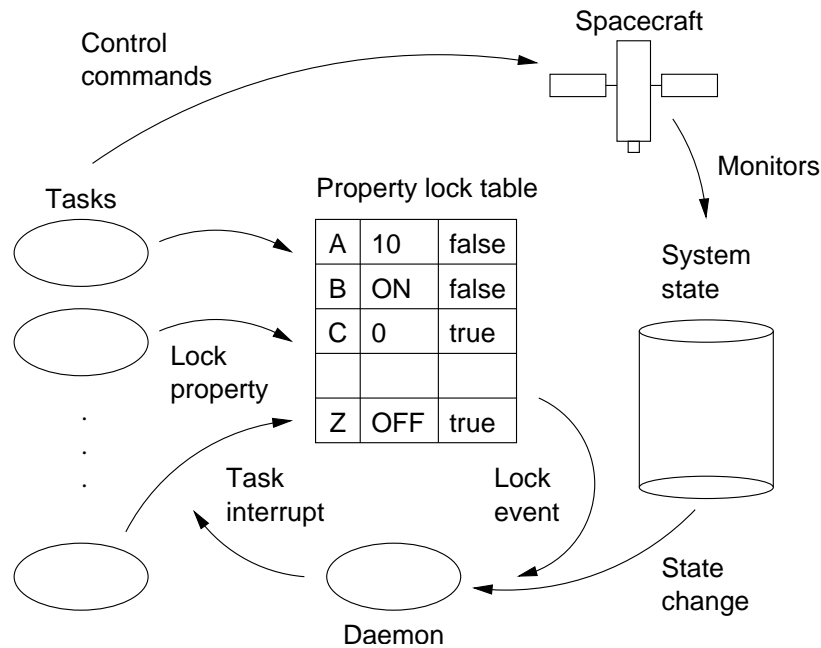 Spacecraft
Control
commands
Monitors
Tasks
Property lock table
A 10 false
B ON false
C 0 true
Z OFF true
System
state
Lock
property
.
.
.
Task
interrupt
Lock
event
State
change
Daemon